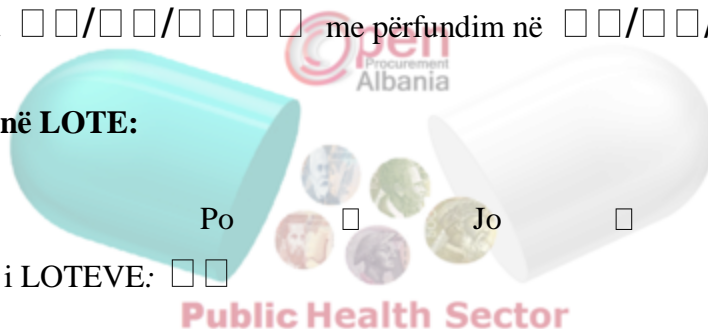 □□/□□/□□□□ me përfundim në □□/□□/
Open
Procurement
Albania
në LOTE:
Po □ Jo □
i LOTEVE: □□
Public Health Sector